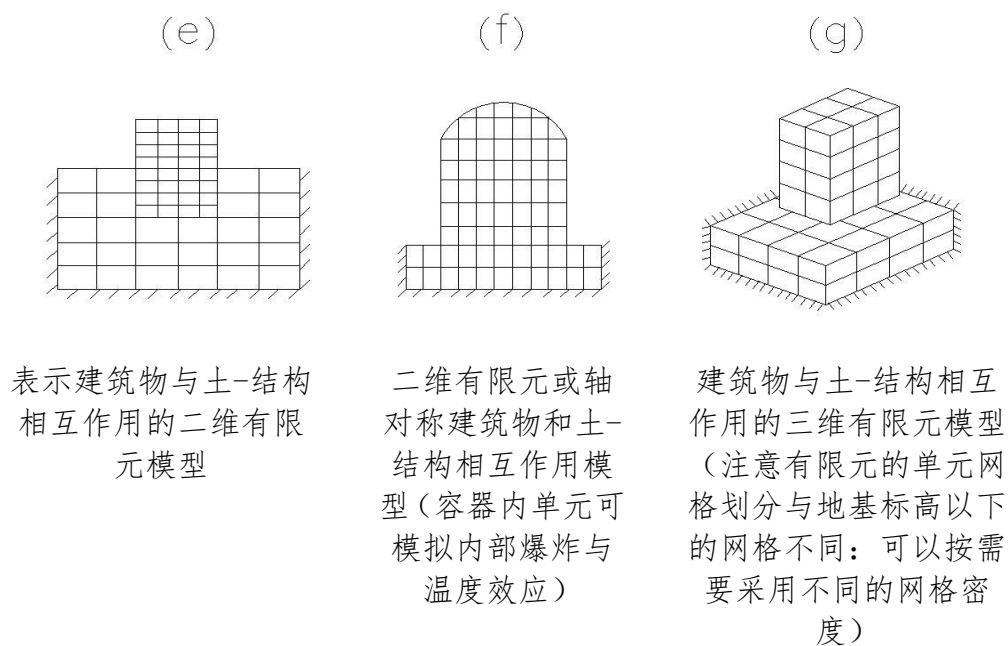 (e)
(f)
(g)
表示建筑物与土-结构
相互作用的二维有限
元模型
二维有限元或轴
对称建筑物和土-
结构相互作用模
型(容器内单元可
模拟内部爆炸与
温度效应)
建筑物与土-结构相互
作用的三维有限元模型
(注意有限元的单元网
格划分与地基标高以下
的网格不同: 可以按需
要采用不同的网格密
度)